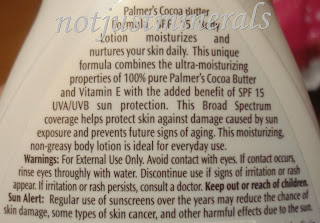 notjustminerals
Palmer's Cocoa Butter
Formula SPF 15 Body
Lotion moisturizes and
nurtures your skin daily. This unique
formula combines the ultra-moisturizing
properties of 100% pure Palmer's Cocoa Butter
and Vitamin E with the added benefit of SPF 15
UVA/UVB sun protection. This Broad Spectrum
coverage helps protect skin against damage caused by sun
exposure and prevents future signs of aging. This moisturizing,
non-greasy body lotion is ideal for everyday use.
Warnings: For External Use Only. Avoid contact with eyes. If contact occurs,
rinse eyes throughly with water. Discontinue use if signs of irritation or rash
appear. If irritation or rash persists, consult a doctor. Keep out or reach of children.
Sun Alert: Regular use of sunscreens over the years may reduce the chance of
skin damage, some types of skin cancer, and other harmful effects due to the sun.